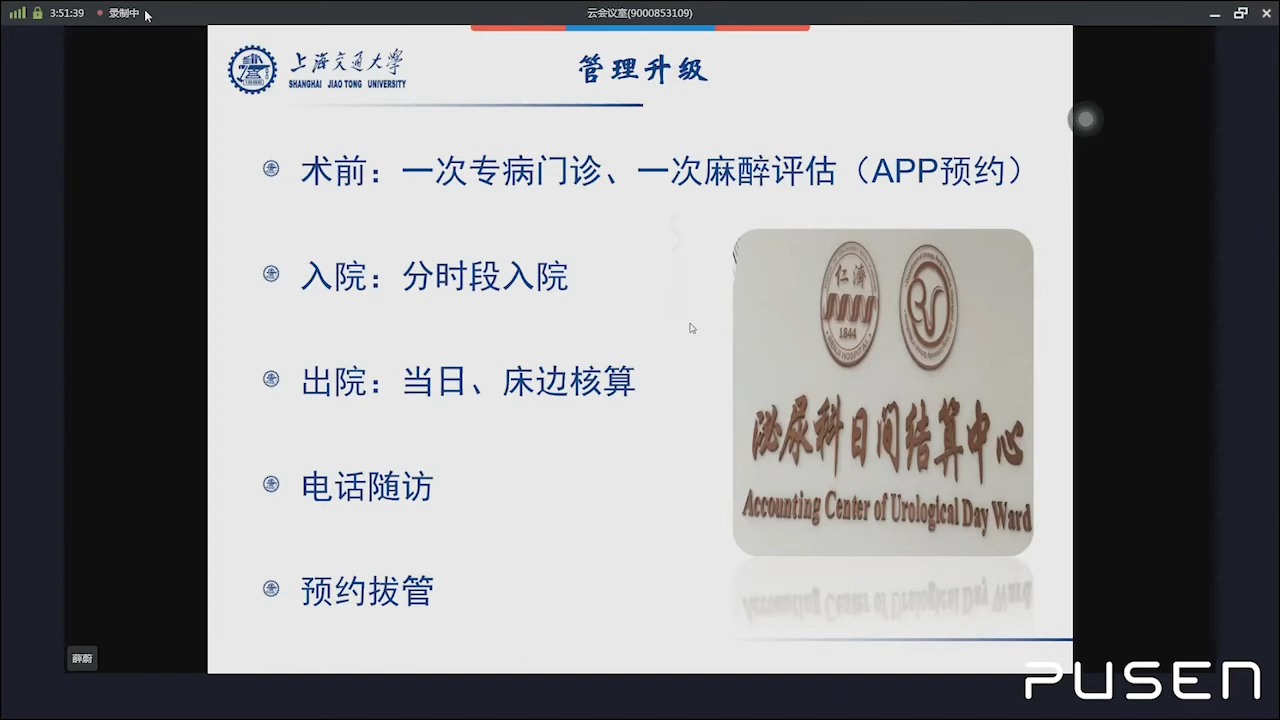 3:51:39 录制中
云会议室(9000853109)
上海交通大学
SHANGHAI JIAO TONG UNIVERSITY
管理升级
术前：一次专病门诊、一次麻醉评估（APP预约）
入院：分时段入院
出院：当日、床边核算
电话随访
预约拔管
仁濟
1844
RENJI HOSPITAL
泌尿科日间结算中心
Accounting Center of Urological Day Ward
薛蔚
PUSEN